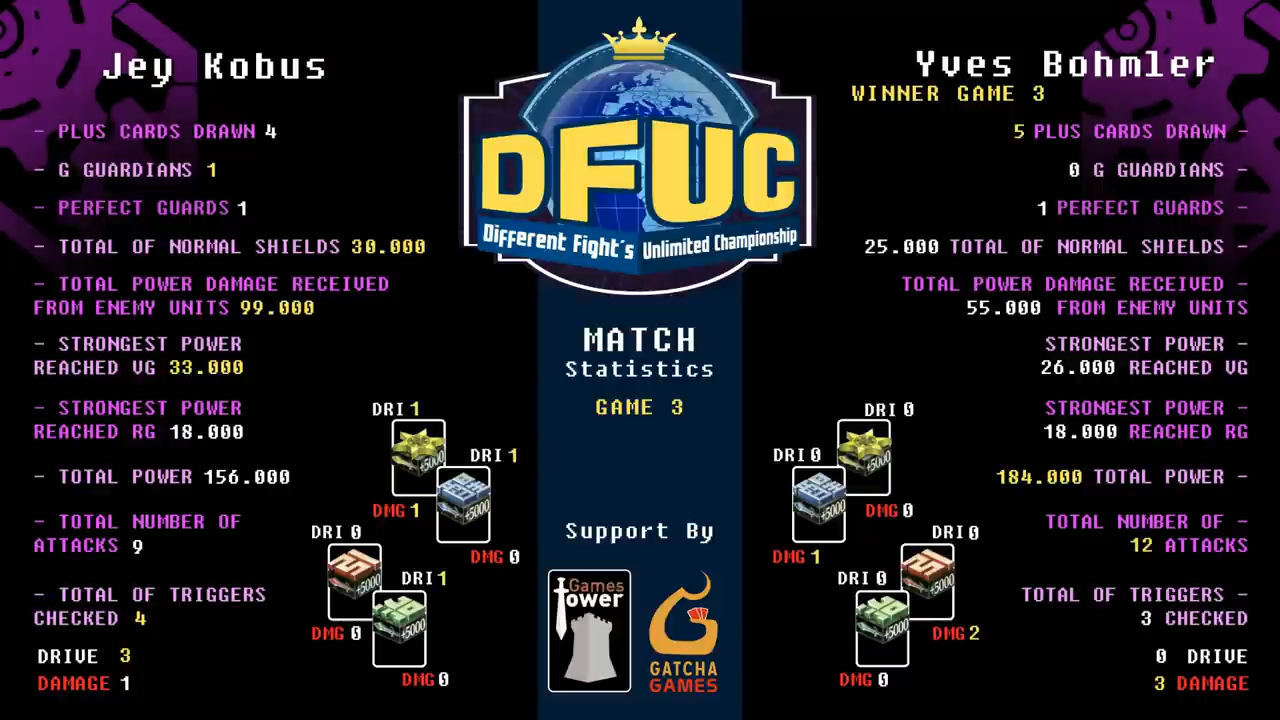 Jey Kobus
- PLUS CARDS DRAWN 4
- G GUARDIANS 1
- PERFECT GUARDS 1
- TOTAL OF NORMAL SHIELDS 30.000
- TOTAL POWER DAMAGE RECEIVED
FROM ENEMY UNITS 99.000
- STRONGEST POWER
REACHED VG 33.000
- STRONGEST POWER
REACHED RG 18.000
- TOTAL POWER 156.000
- TOTAL NUMBER OF
ATTACKS 9
- TOTAL OF TRIGGERS
CHECKED 4
DRIVE 3
DAMAGE 1
DRI 1
+5000
DMG 1
DRI 1
+5000
DMG 0
DRI 0
+5000
DMG 0
DRI 1
+5000
DMG 0
DFUC
Different Fight's Unlimited Championship
MATCH
Statistics
GAME 3
Support By
Games
Tower
GATCHA
GAMES
Yves Bohmler
WINNER GAME 3
5 PLUS CARDS DRAWN -
0 G GUARDIANS -
1 PERFECT GUARDS -
25.000 TOTAL OF NORMAL SHIELDS -
TOTAL POWER DAMAGE RECEIVED -
55.000 FROM ENEMY UNITS
STRONGEST POWER -
26.000 REACHED VG
STRONGEST POWER -
18.000 REACHED RG
184.000 TOTAL POWER -
TOTAL NUMBER OF -
12 ATTACKS
TOTAL OF TRIGGERS -
3 CHECKED
0 DRIVE
3 DAMAGE
DRI 0
+5000
DMG 0
DRI 0
+5000
DMG 1
DRI 0
+5000
DMG 2
DRI 0
+5000
DMG 0